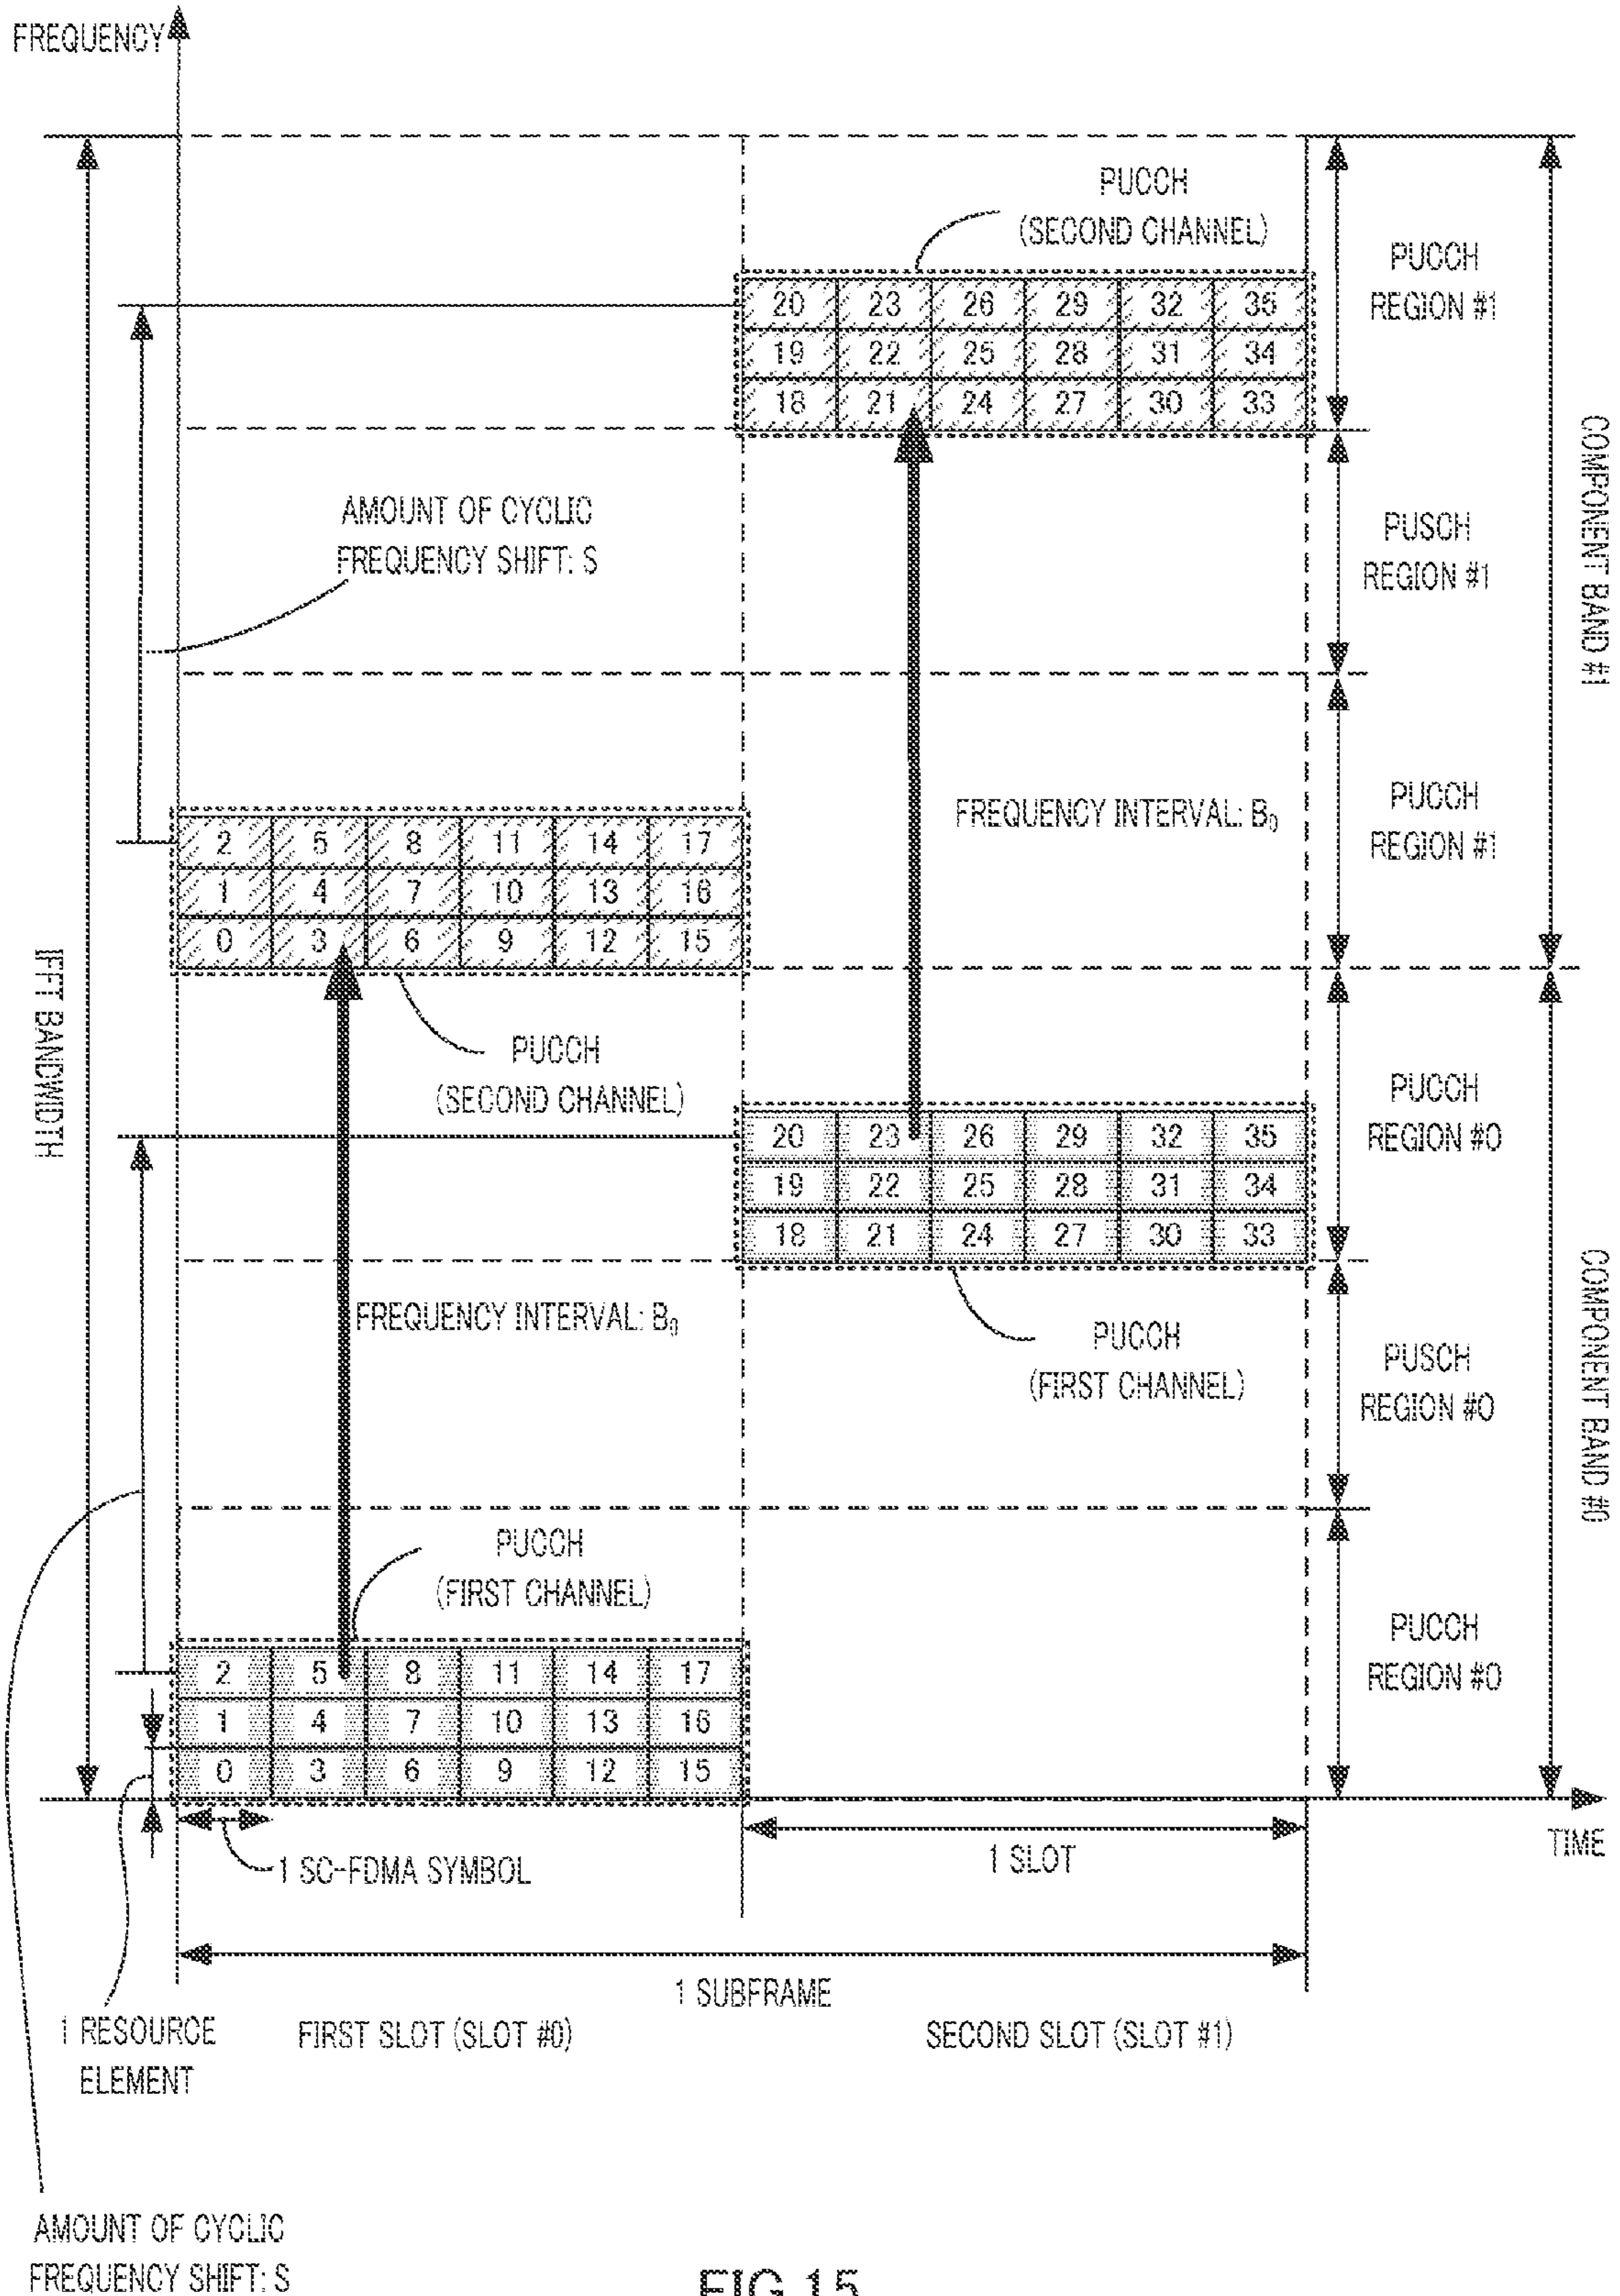 FREQUENCY
PUCCH
(SECOND CHANNEL)
PUCCH
REGION #1
20 23 26 29 32 35
19 22 25 28 31 34
18 21 24 27 30 33
COMPONENT BAND #1
AMOUNT OF CYCLIC
FREQUENCY SHIFT: S
PUSCH
REGION #1
FREQUENCY INTERVAL: B0
PUCCH
REGION #1
2 5 8 11 14 17
1 4 7 10 13 16
0 3 6 9 12 15
IFFT BANDWIDTH
PUCCH
(SECOND CHANNEL)
PUCCH
REGION #0
20 23 26 29 32 35
19 22 25 28 31 34
18 21 24 27 30 33
COMPONENT BAND #0
FREQUENCY INTERVAL: B0
PUCCH
(FIRST CHANNEL)
PUSCH
REGION #0
PUCCH
(FIRST CHANNEL)
PUCCH
REGION #0
2 5 8 11 14 17
1 4 7 10 13 16
0 3 6 9 12 15
TIME
1 SC-FDMA SYMBOL
1 SLOT
1 SUBFRAME
1 RESOURCE
ELEMENT
FIRST SLOT (SLOT #0)
SECOND SLOT (SLOT #1)
AMOUNT OF CYCLIC
FREQUENCY SHIFT: S
FIG.15